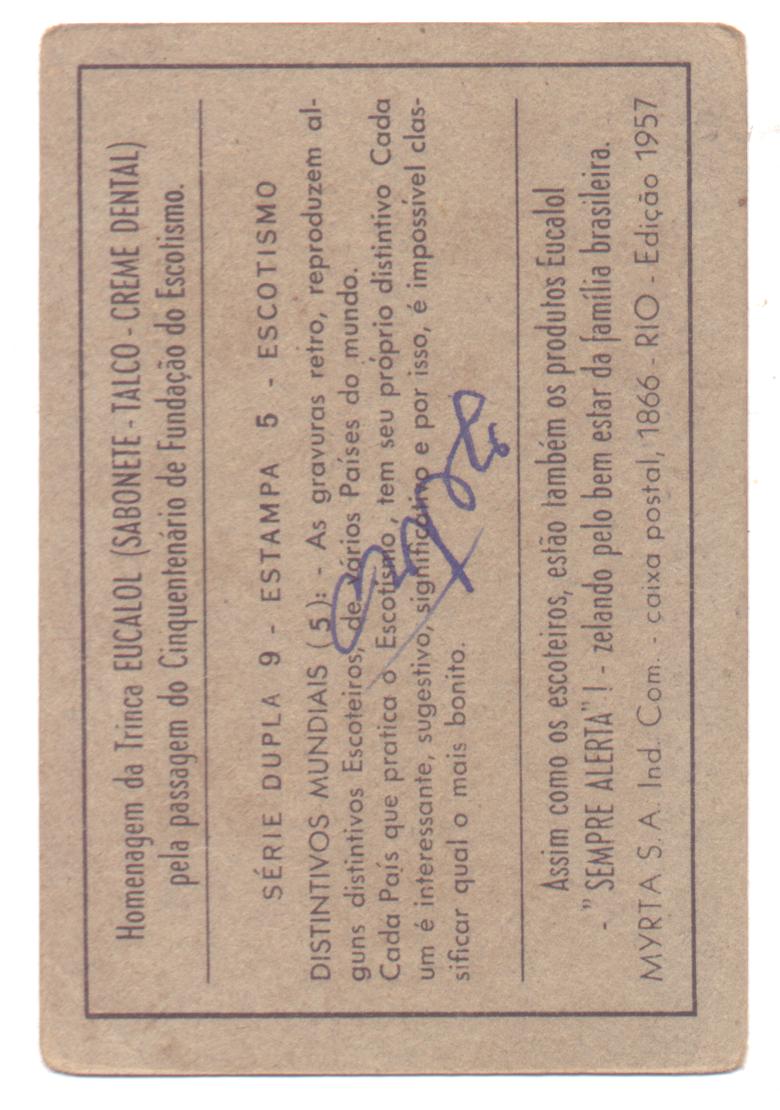 Homenagem da Trinca EUCALOL (SABONETE - TALCO - CREME DENTAL)
pela passagem do Cinquentenário de Fundação do Escotismo.
SÉRIE DUPLA 9 - ESTAMPA 5 - ESCOTISMO
DISTINTIVOS MUNDIAIS (5): - As gravuras retro, reproduzem al-
guns distintivos Escoteiros, de vários Países do mundo.
Cada País que pratica o Escotismo, tem seu próprio distintivo Cada
um é interessante, sugestivo, significativo e por isso, é impossível clas-
sificar qual o mais bonito.
Assim como os escoteiros, estão também os produtos Eucalol
- "SEMPRE ALERTA"! - zelando pelo bem estar da família brasileira.
MYRTA S. A. Ind. Com. - caixa postal, 1866 - RIO - Edição 1957